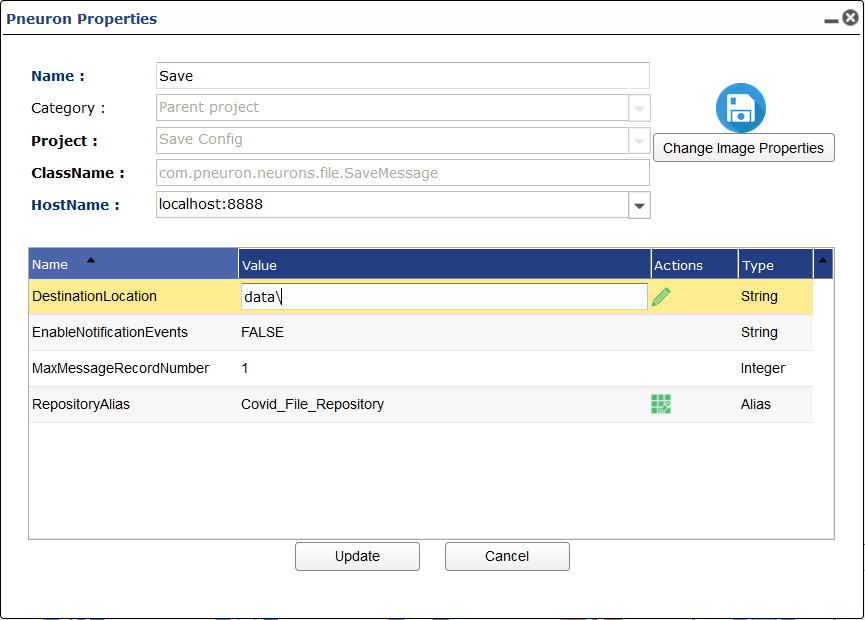 Pneuron Properties
Name :
Save
Category :
Parent project
Project :
Save Config
Change Image Properties
ClassName :
com.pneuron.neurons.file.SaveMessage
HostName :
localhost:8888
Name Value Actions Type
DestinationLocation data\ String
EnableNotificationEvents FALSE String
MaxMessageRecordNumber 1 Integer
RepositoryAlias Covid_File_Repository Alias
Update Cancel